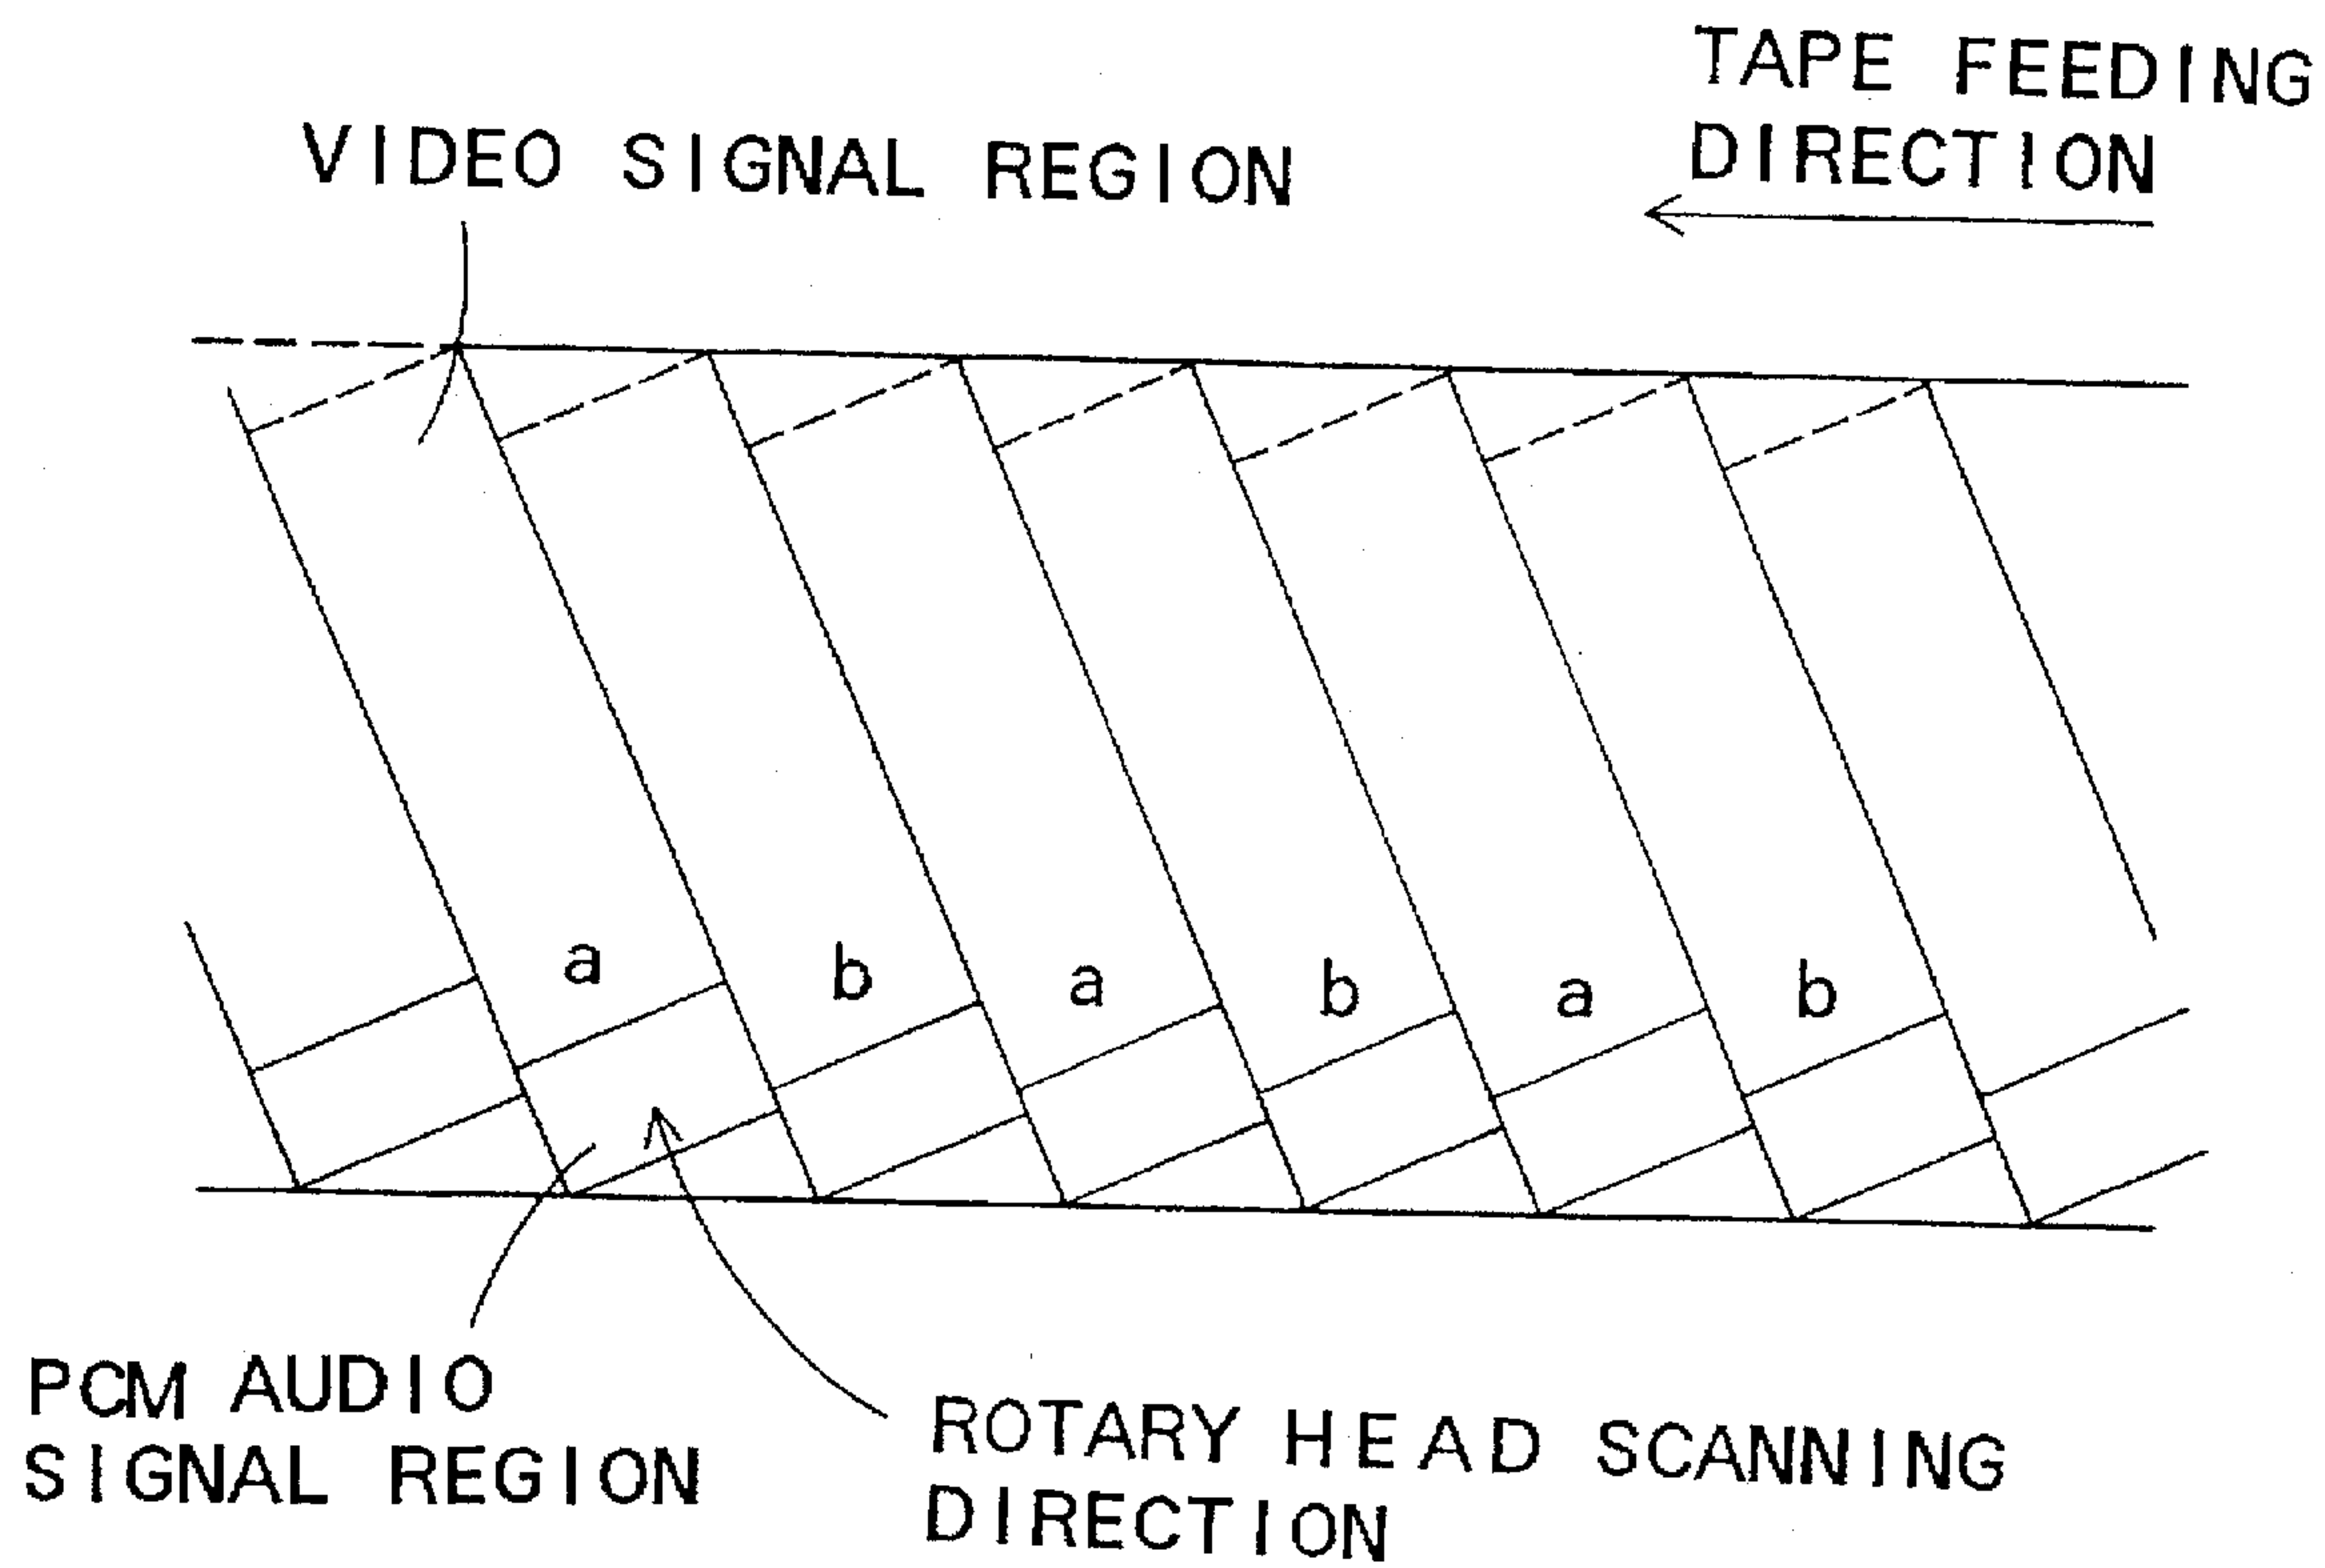 TAPE FEEDING
DIRECTION
VIDEO SIGNAL REGION
a b a b a b
PCM AUDIO
SIGNAL REGION
ROTARY HEAD SCANNING
DIRECTION